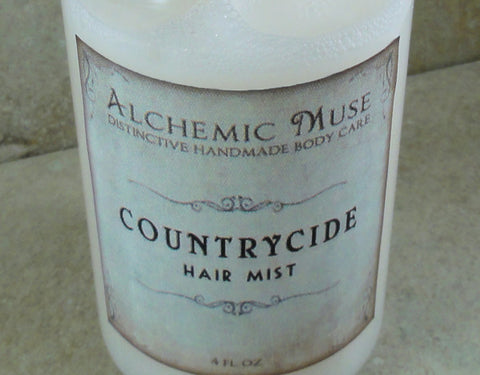 ALCHEMIC MUSE
DISTINCTIVE HANDMADE BODY CARE
COUNTRYCIDE
HAIR MIST
4 FL OZ